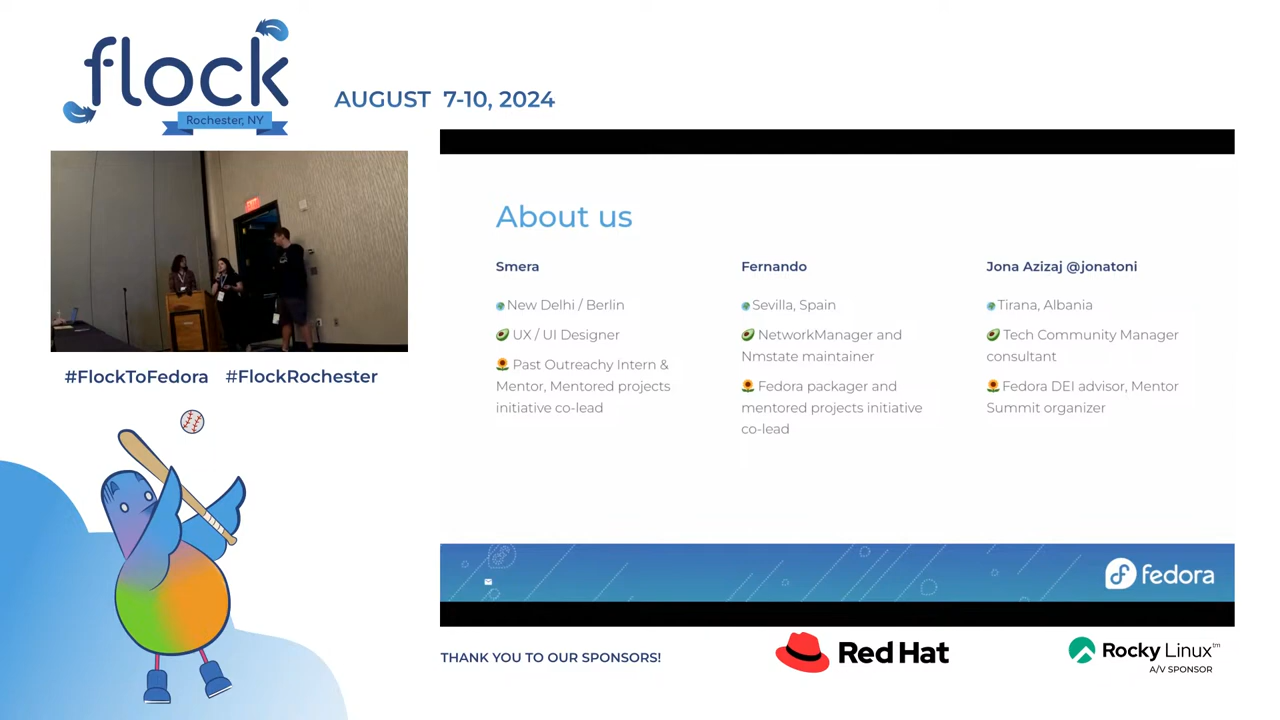 flock
Rochester, NY
AUGUST 7-10, 2024
#FlockToFedora #FlockRochester
About us
Smera
New Delhi / Berlin
UX / UI Designer
Past Outreachy Intern &
Mentor, Mentored projects
initiative co-lead
Fernando
Sevilla, Spain
NetworkManager and
Nmstate maintainer
Fedora packager and
mentored projects initiative
co-lead
Jona Azizaj @jonatoni
Tirana, Albania
Tech Community Manager
consultant
Fedora DEI advisor, Mentor
Summit organizer
fedora
THANK YOU TO OUR SPONSORS!
Red Hat
Rocky Linux™
A/V SPONSOR